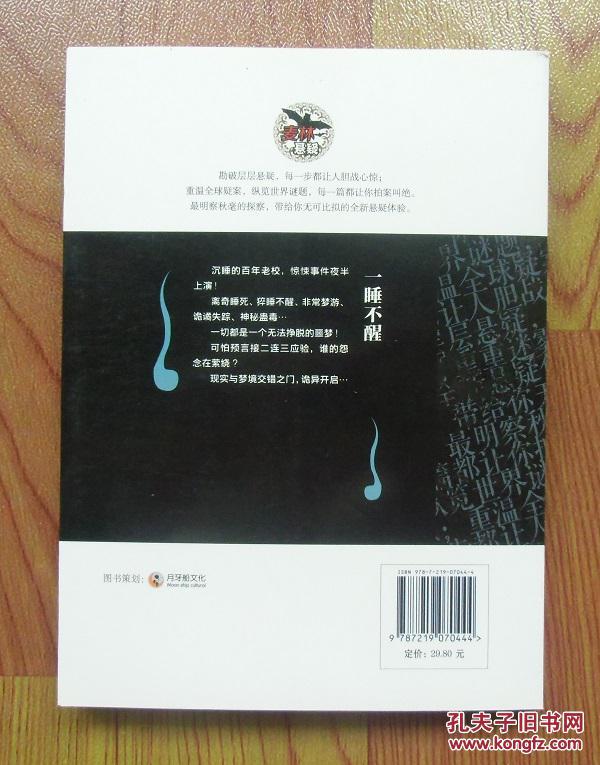 麦林
悬疑
勘破层层悬疑，每一步都让人胆战心惊；
重温全球疑案，纵览世界谜题，每一篇都让你拍案叫绝。
最明察秋毫的探察，带给你无可比拟的全新悬疑体验。
一睡不醒
沉睡的百年老校，惊悚事件夜半
上演！
离奇睡死、猝睡不醒、非常梦游、
诡谲失踪、神秘蛊毒…
一切都是一个无法挣脱的噩梦！
可怕预言接二连三应验，谁的怨
念在萦绕？
现实与梦境交错之门，诡异开启…
图书策划：
月牙船文化
Moon ship cultural
ISBN 978-7-219-07044-4
9 787219 070444 >
定价：29.80 元
孔夫子旧书网
www.kongfz.com